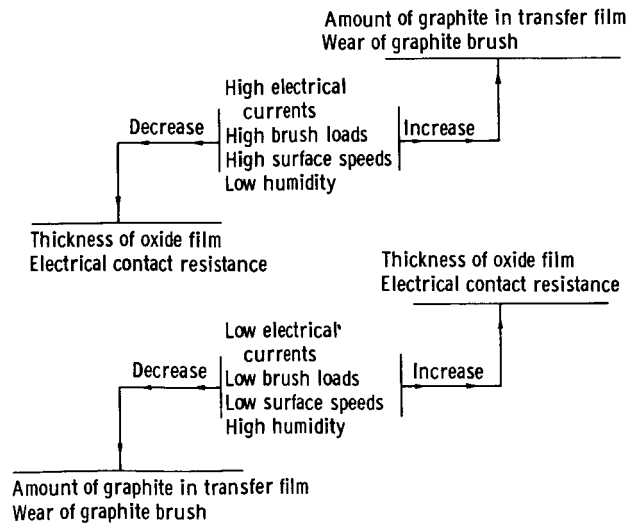 Amount of graphite in transfer film
Wear of graphite brush
High electrical
currents
High brush loads
High surface speeds
Low humidity
Decrease
Increase
Thickness of oxide film
Electrical contact resistance
Thickness of oxide film
Electrical contact resistance
Low electrical
currents
Low brush loads
Low surface speeds
High humidity
Decrease
Increase
Amount of graphite in transfer film
Wear of graphite brush